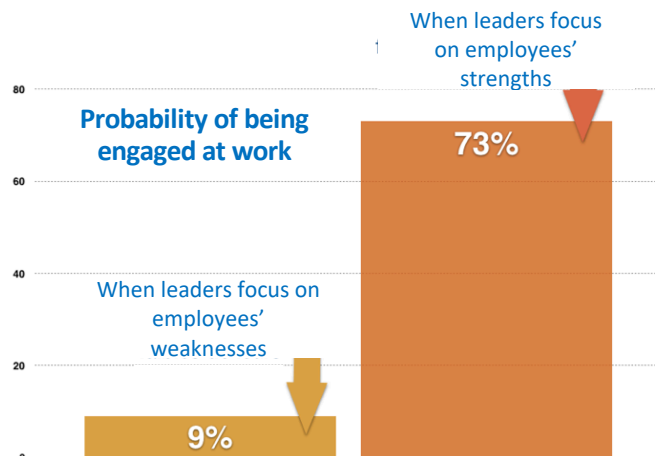 When leaders focus
on employees’
strengths
80
Probability of being
engaged at work
73%
60
40
When leaders focus on
employees’
weaknesses
20
9%